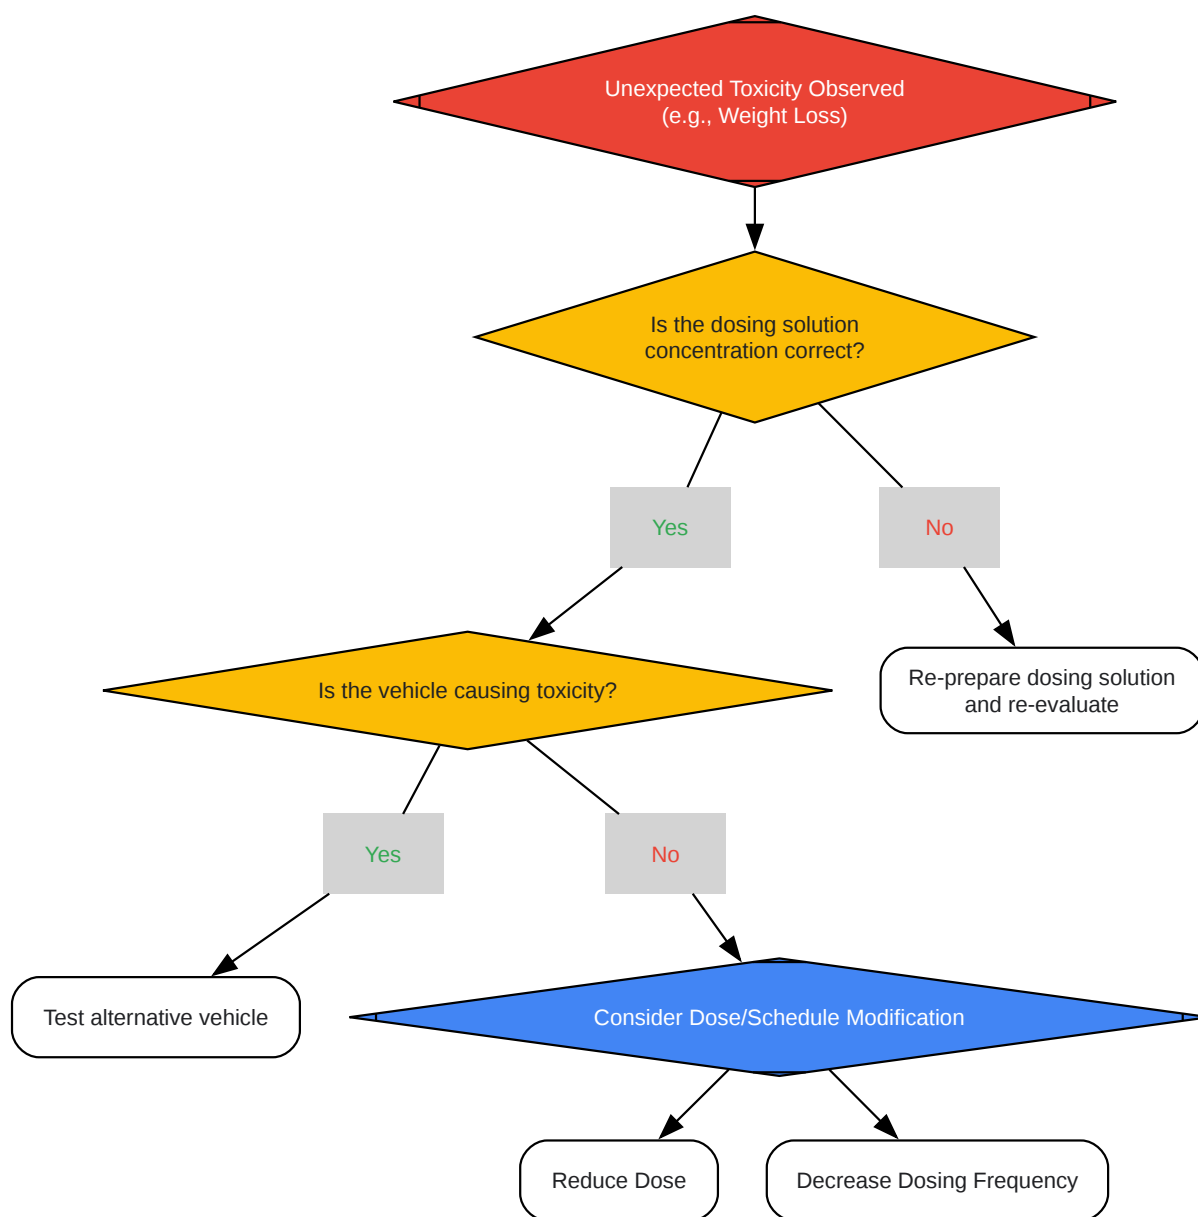 Unexpected Toxicity Observed
(e.g., Weight Loss)
Is the dosing solution
concentration correct?
Yes
No
Is the vehicle causing toxicity?
Re-prepare dosing solution
and re-evaluate
Yes
No
Test alternative vehicle
Consider Dose/Schedule Modification
Reduce Dose
Decrease Dosing Frequency